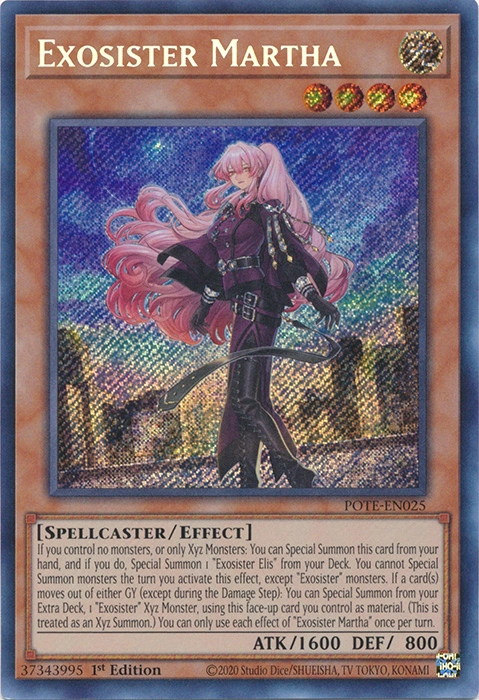 EXOSISTER MARTHA
POTE-EN025
[SPELLCASTER/EFFECT]
If you control no monsters, or only Xyz Monsters: You can Special Summon this card from your
hand, and if you do, Special Summon 1 "Exosister Elis" from your Deck. You cannot Special
Summon monsters the turn you activate this effect, except "Exosister" monsters. If a card(s)
moves out of either GY (except during the Damage Step): You can Special Summon from your
Extra Deck, 1 "Exosister" Xyz Monster, using this face-up card you control as material. (This is
treated as an Xyz Summon.) You can only use each effect of "Exosister Martha" once per turn.
ATK/1600 DEF/ 800
37343995 1st Edition ©2020 Studio Dice/SHUEISHA, TV TOKYO, KONAMI